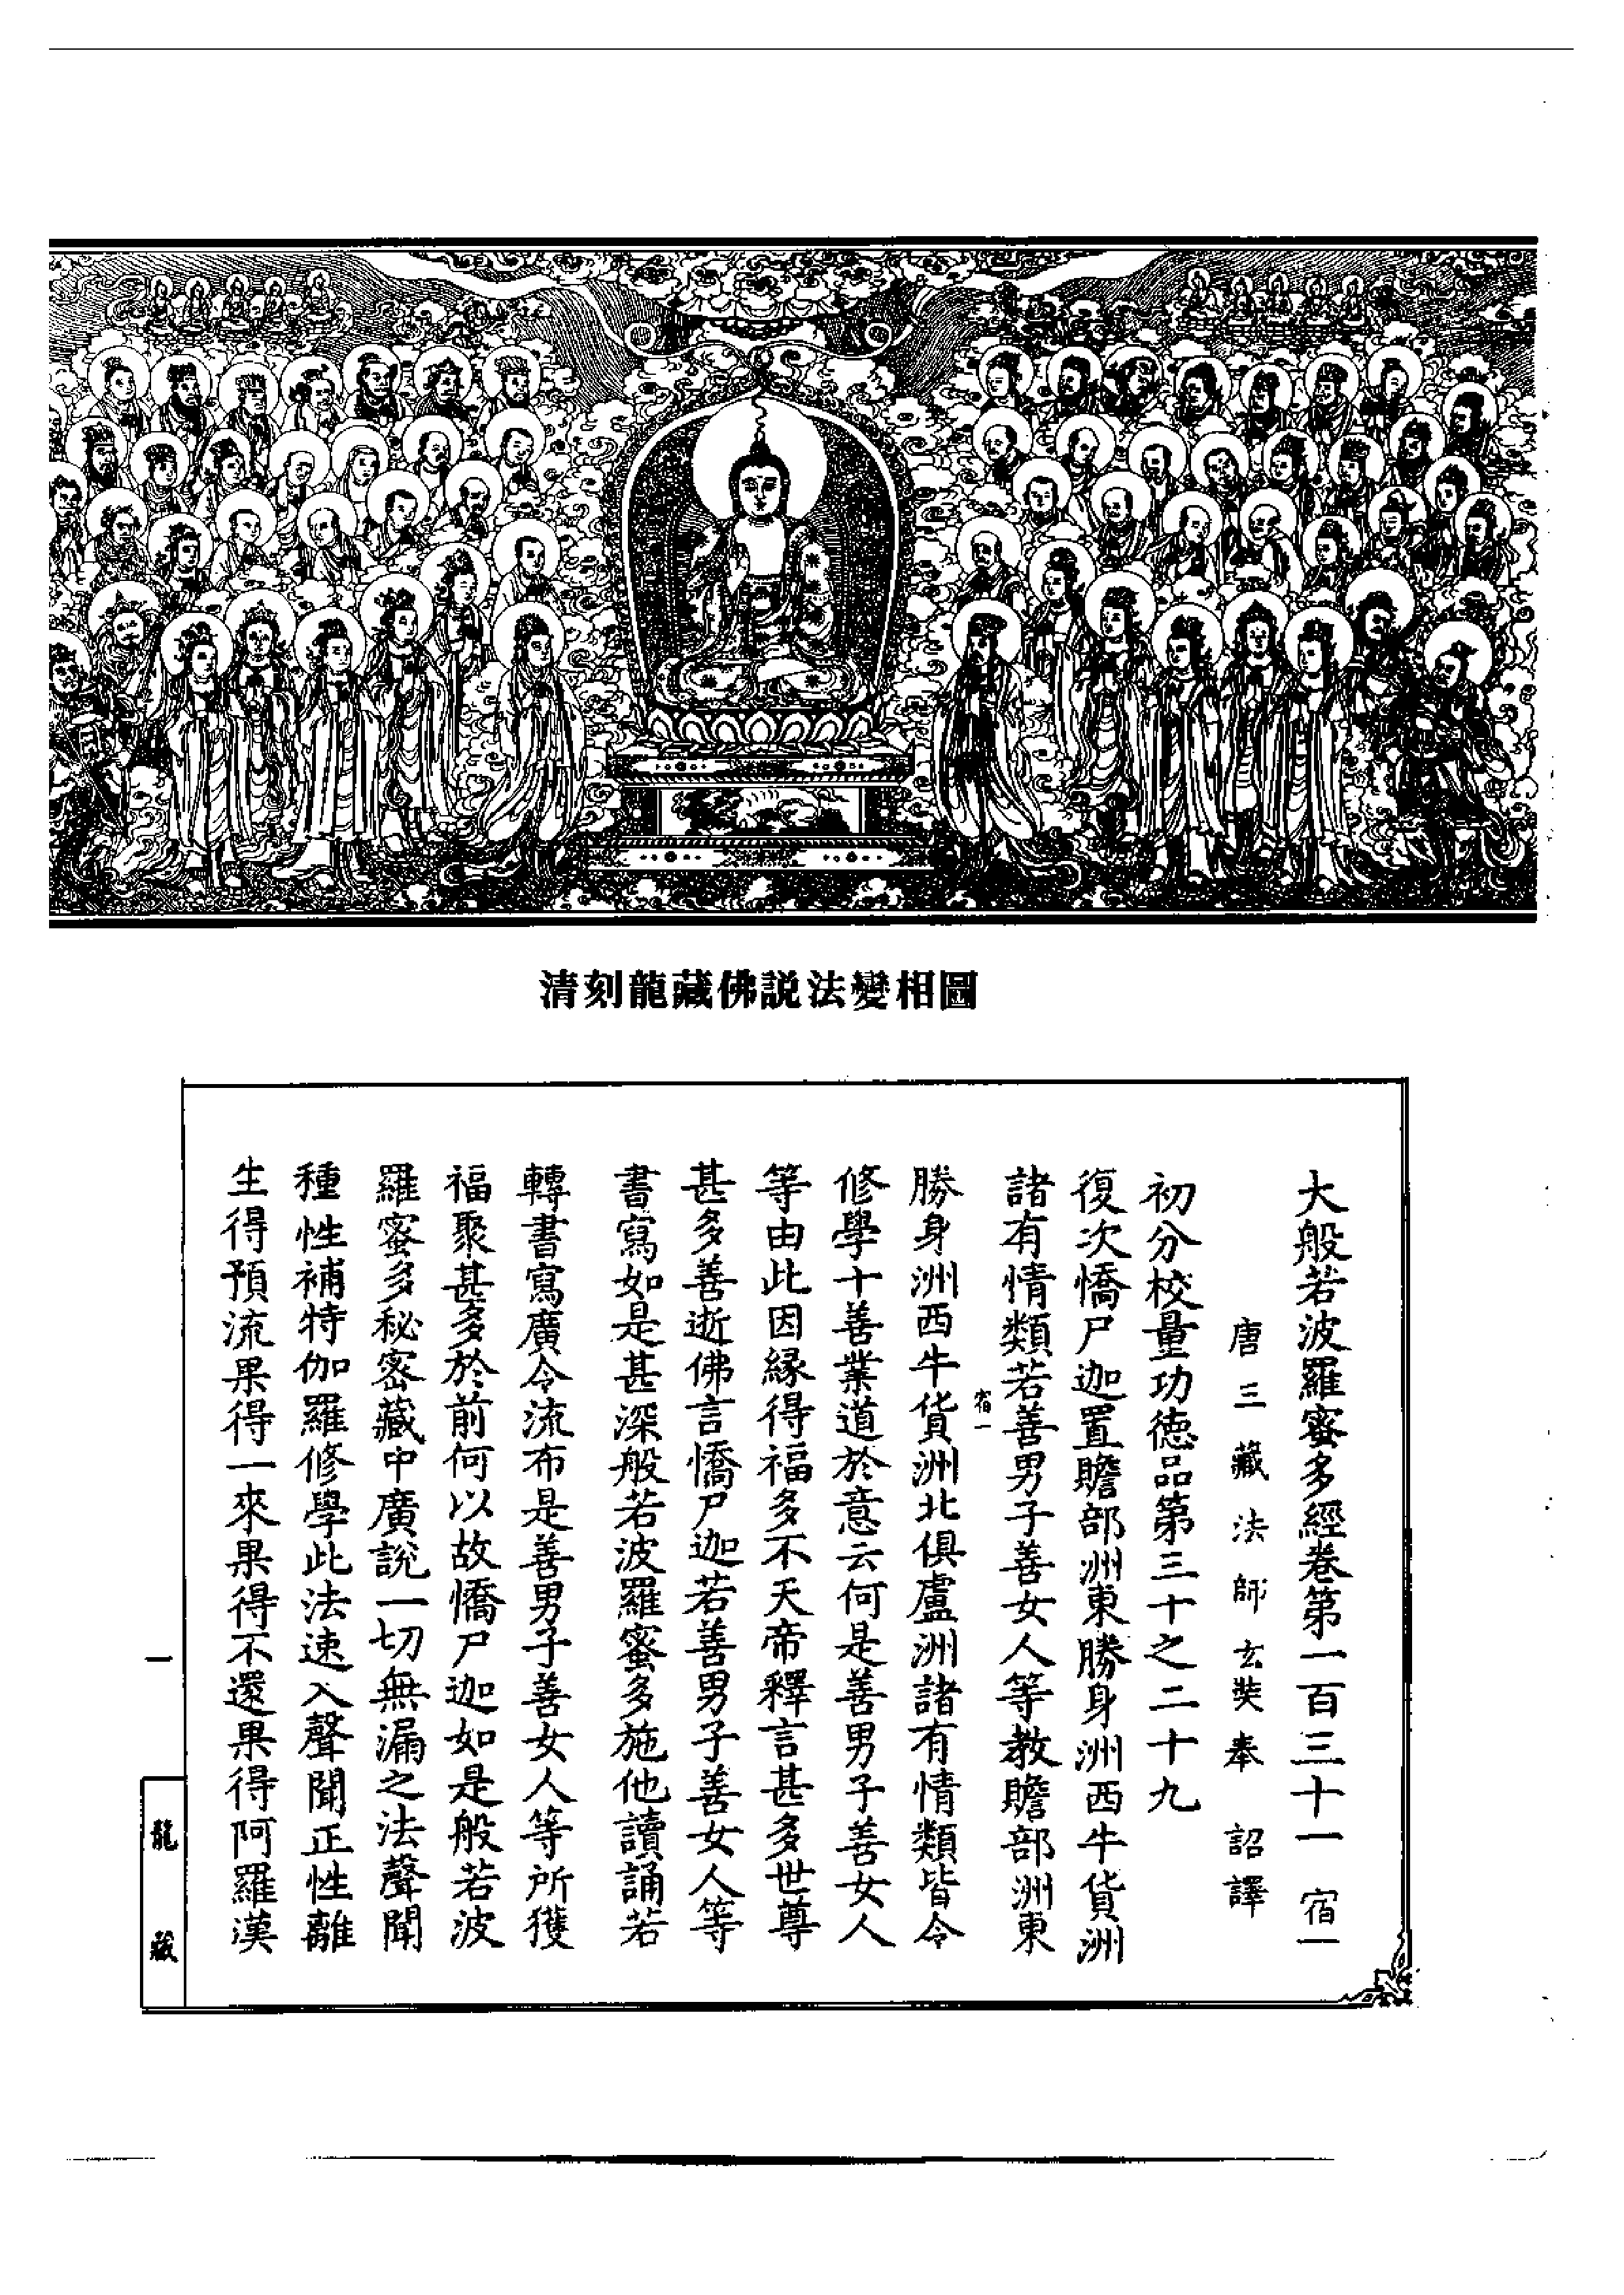 清刻龍藏佛説法變相圖
大般若波羅蜜多經卷第一百三十一 宿一
唐三藏法師玄奘奉 詔譯
初分校量功德品第三十之二十九
復次憍尸迦置贍部洲東勝身洲西牛貨洲
諸有情類若善男子善女人等教贍部洲東
宿一
勝身洲西牛貨洲北俱盧洲諸有情類皆令
修學十善業道於意云何是善男子善女人
等由此因緣得福多不天帝釋言甚多世尊
甚多善逝佛言憍尸迦若善男子善女人等
書寫如是甚深般若波羅蜜多施他讀誦若
轉書寫廣令流布是善男子善女人等所獲
福聚甚多於前何以故憍尸迦如是般若波
羅蜜多秘密藏中廣說一切無漏之法聲聞
種性補特伽羅修學此法速入聲聞正性離
生得預流果得一來果得不還果得阿羅漢
一
龍藏